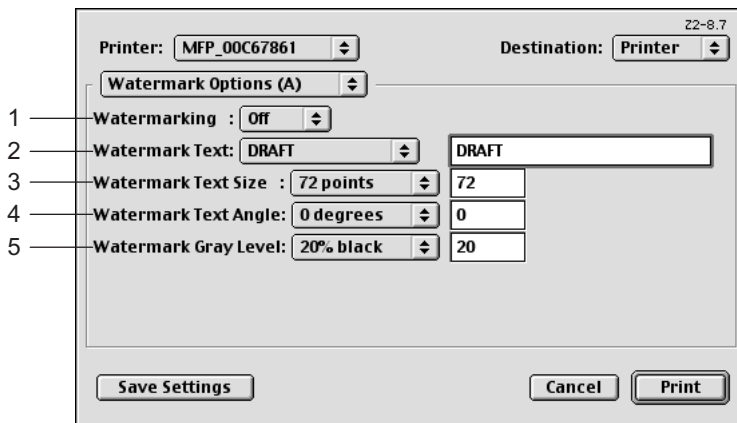 Z2-8.7
Printer: MFP_00C67861 Destination: Printer
Watermark Options (A)
1 Watermarking : Off
2 Watermark Text: DRAFT DRAFT
3 Watermark Text Size : 72 points 72
4 Watermark Text Angle: 0 degrees 0
5 Watermark Gray Level: 20% black 20
Save Settings Cancel Print